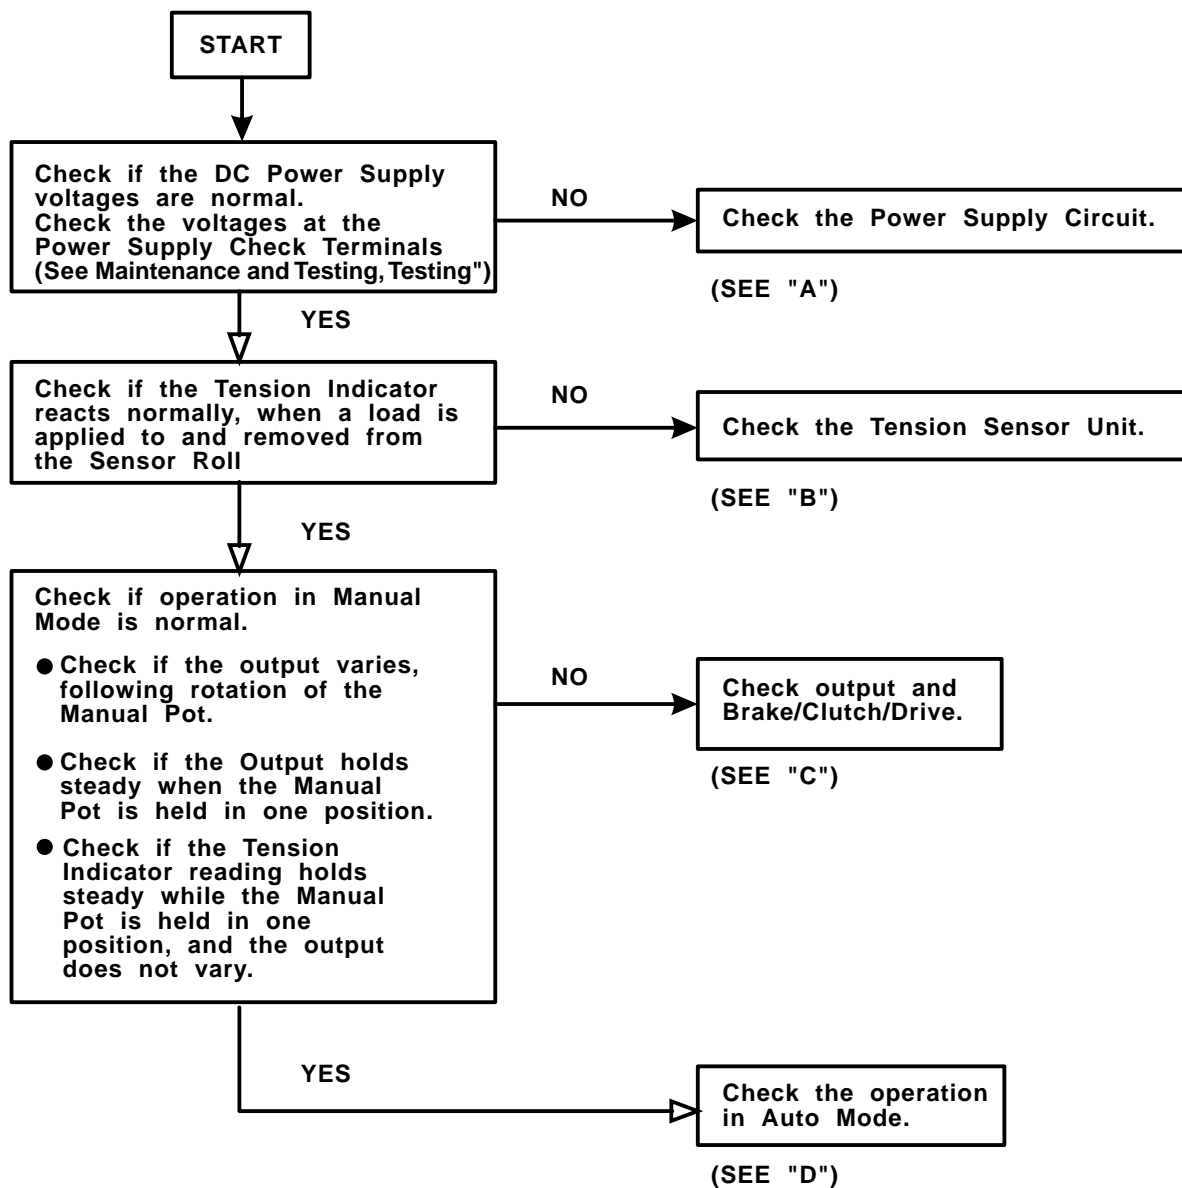 START
Check if the DC Power Supply
voltages are normal.
Check the voltages at the
Power Supply Check Terminals
(See Maintenance and Testing, Testing")
NO
Check the Power Supply Circuit.
(SEE "A")
YES
Check if the Tension Indicator
reacts normally, when a load is
applied to and removed from
the Sensor Roll
NO
Check the Tension Sensor Unit.
(SEE "B")
YES
Check if operation in Manual
Mode is normal.
● Check if the output varies,
following rotation of the
Manual Pot.
● Check if the Output holds
steady when the Manual
Pot is held in one position.
● Check if the Tension
Indicator reading holds
steady while the Manual
Pot is held in one
position, and the output
does not vary.
NO
Check output and
Brake/Clutch/Drive.
(SEE "C")
YES
Check the operation
in Auto Mode.
(SEE "D")